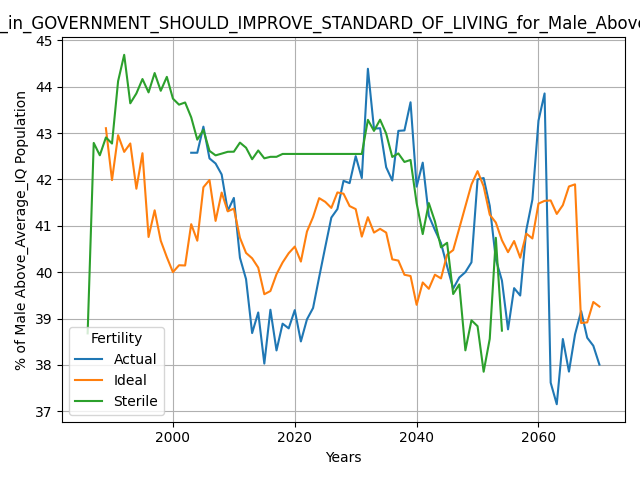 _in_GOVERNMENT_SHOULD_IMPROVE_STANDARD_OF_LIVING_for_Male_Above
% of Male Above_Average_IQ Population
45
44
43
42
41
40
39
38
37
Fertility
Actual
Ideal
Sterile
2000
2020
2040
2060
Years